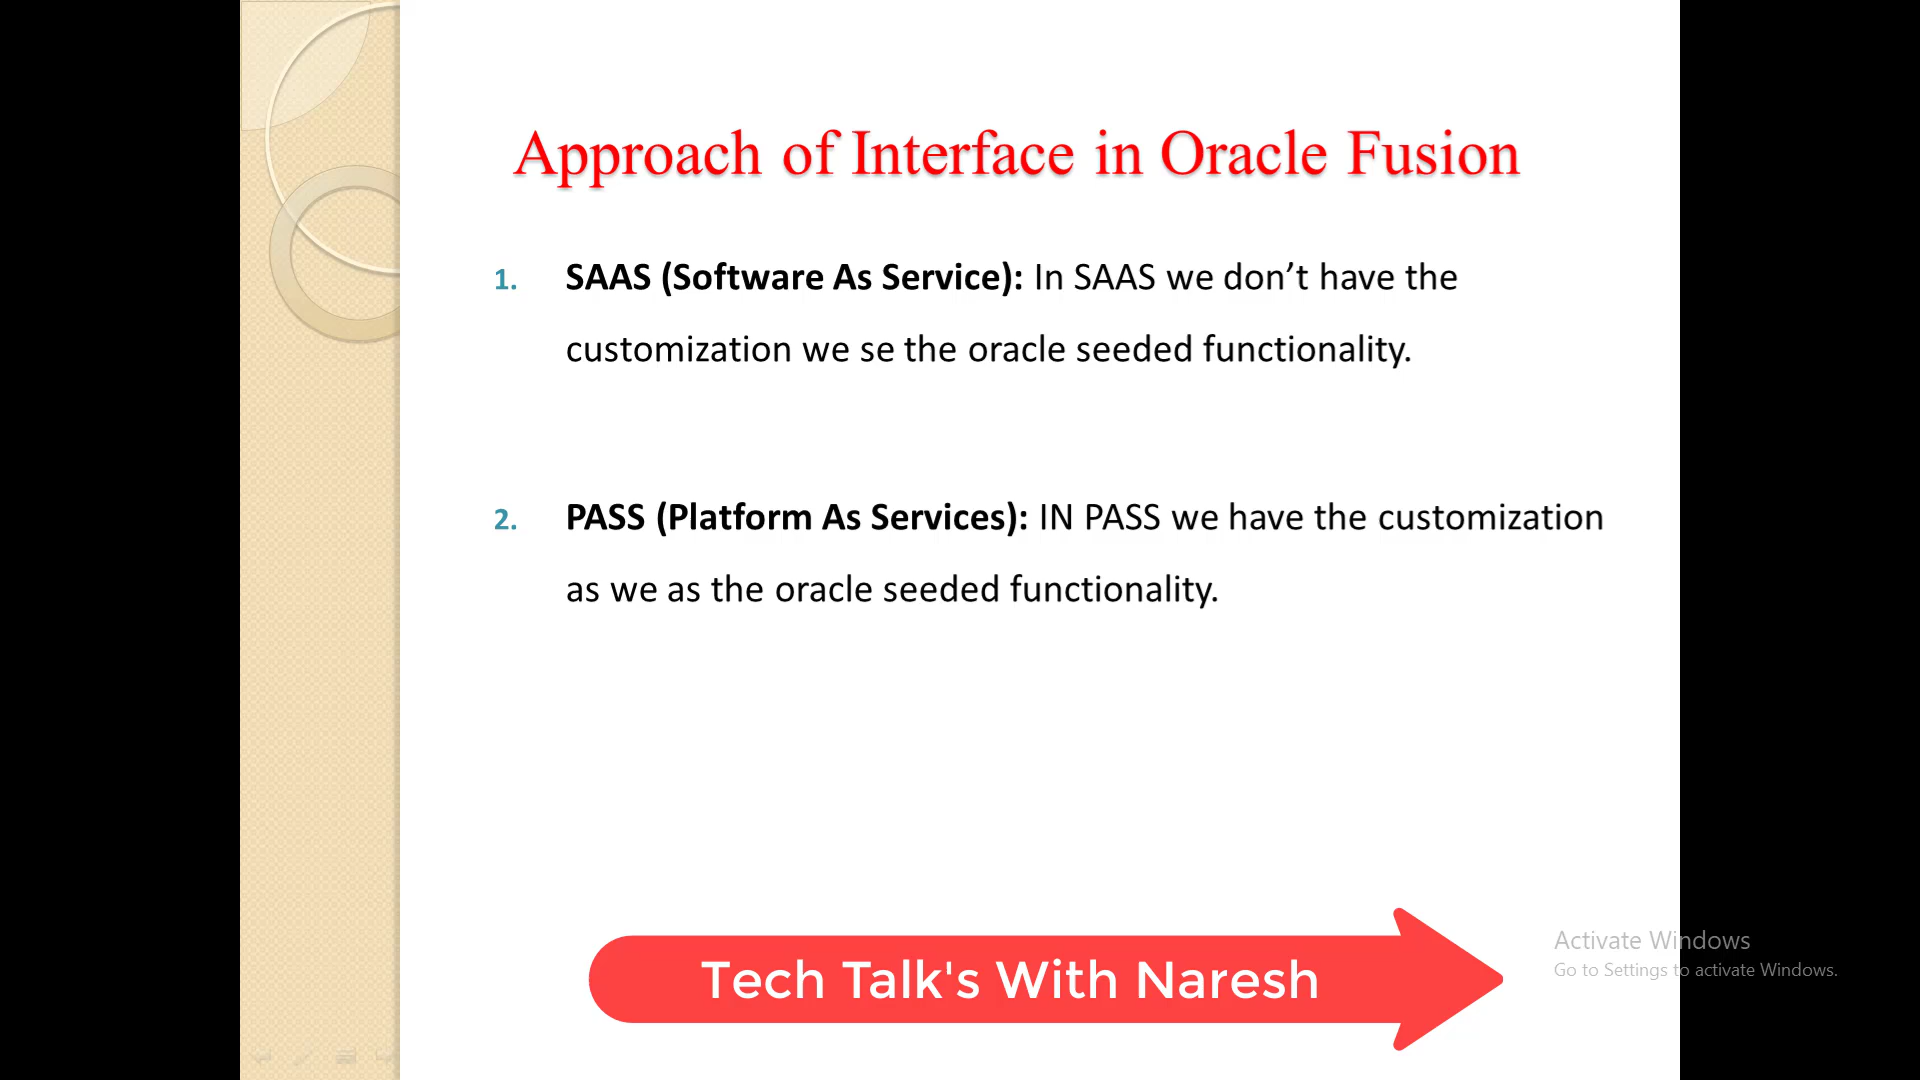 Approach of Interface in Oracle Fusion
1. SAAS (Software As Service): In SAAS we don’t have the
customization we se the oracle seeded functionality.
2. PASS (Platform As Services): IN PASS we have the customization
as we as the oracle seeded functionality.
Tech Talk's With Naresh
Activate Windows
Go to Settings to activate Windows.